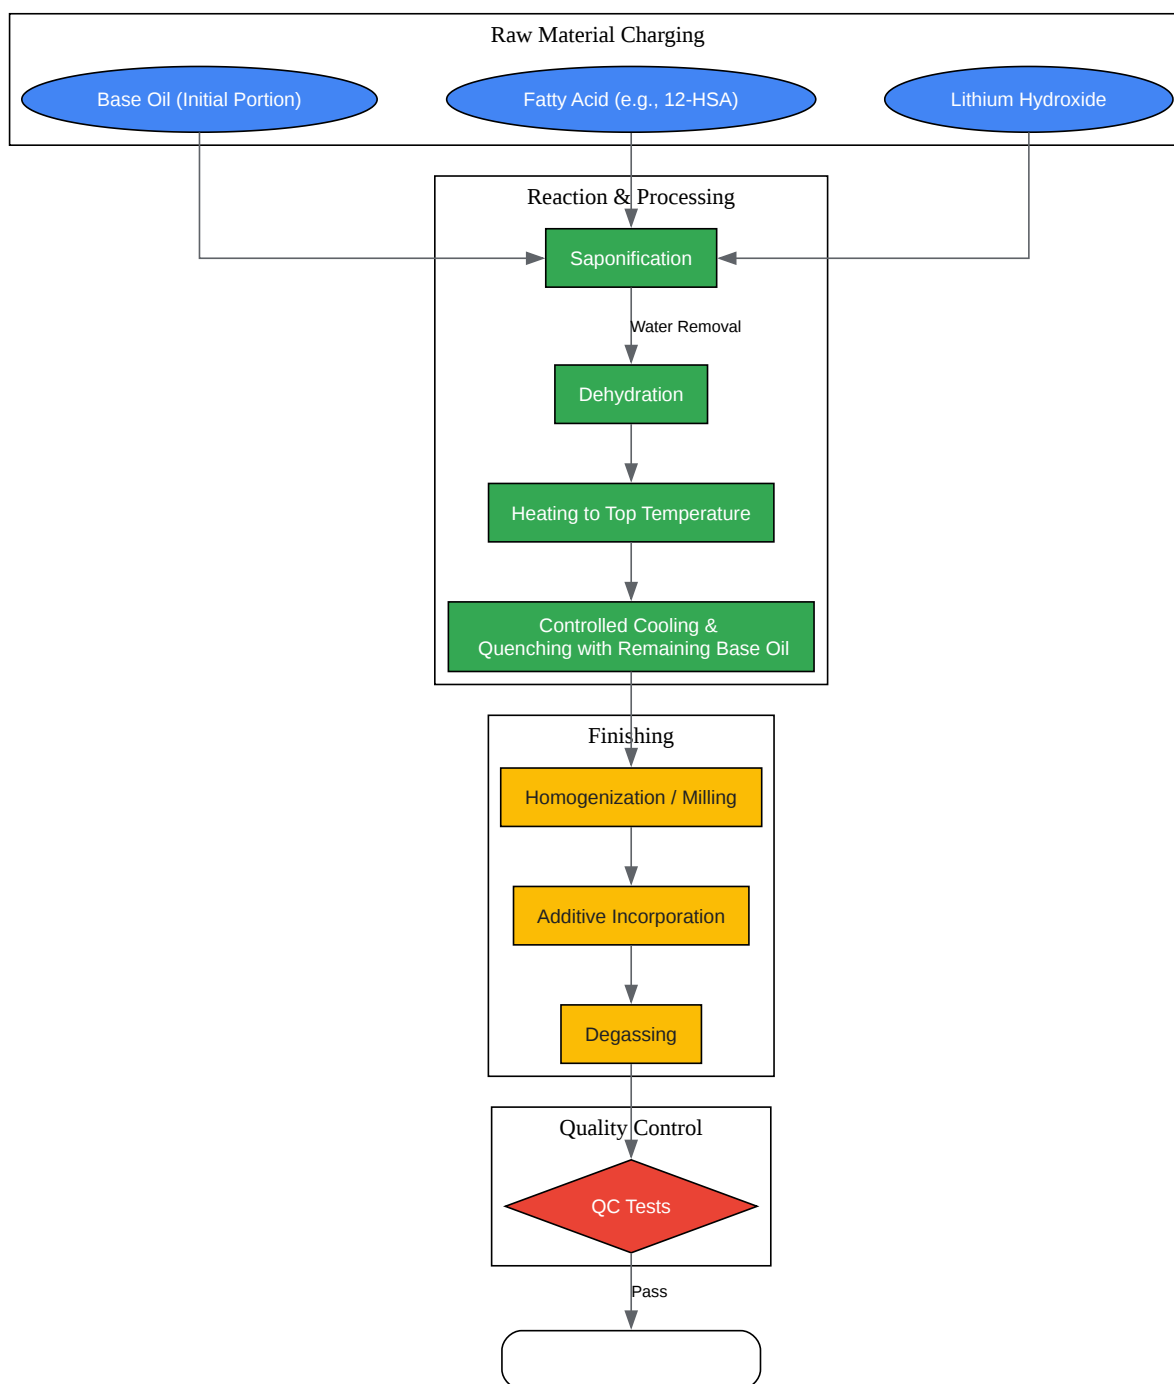 Raw Material Charging
Base Oil (Initial Portion)
Fatty Acid (e.g., 12-HSA)
Lithium Hydroxide
Reaction & Processing
Saponification
Water Removal
Dehydration
Heating to Top Temperature
Controlled Cooling &
Quenching with Remaining Base Oil
Finishing
Homogenization / Milling
Additive Incorporation
Degassing
Quality Control
QC Tests
Pass